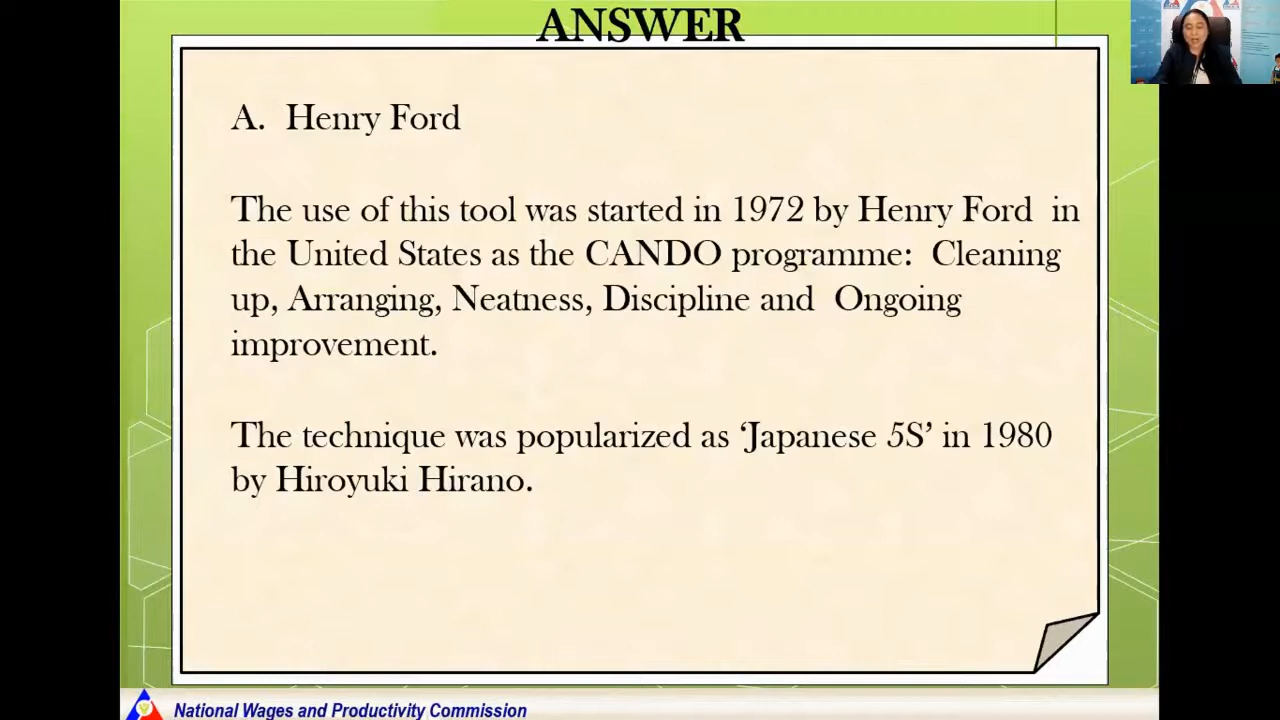 ANSWER
A. Henry Ford
The use of this tool was started in 1972 by Henry Ford in
the United States as the CANDO programme: Cleaning
up, Arranging, Neatness, Discipline and Ongoing
improvement.
The technique was popularized as ‘Japanese 5S’ in 1980
by Hiroyuki Hirano.
National Wages and Productivity Commission